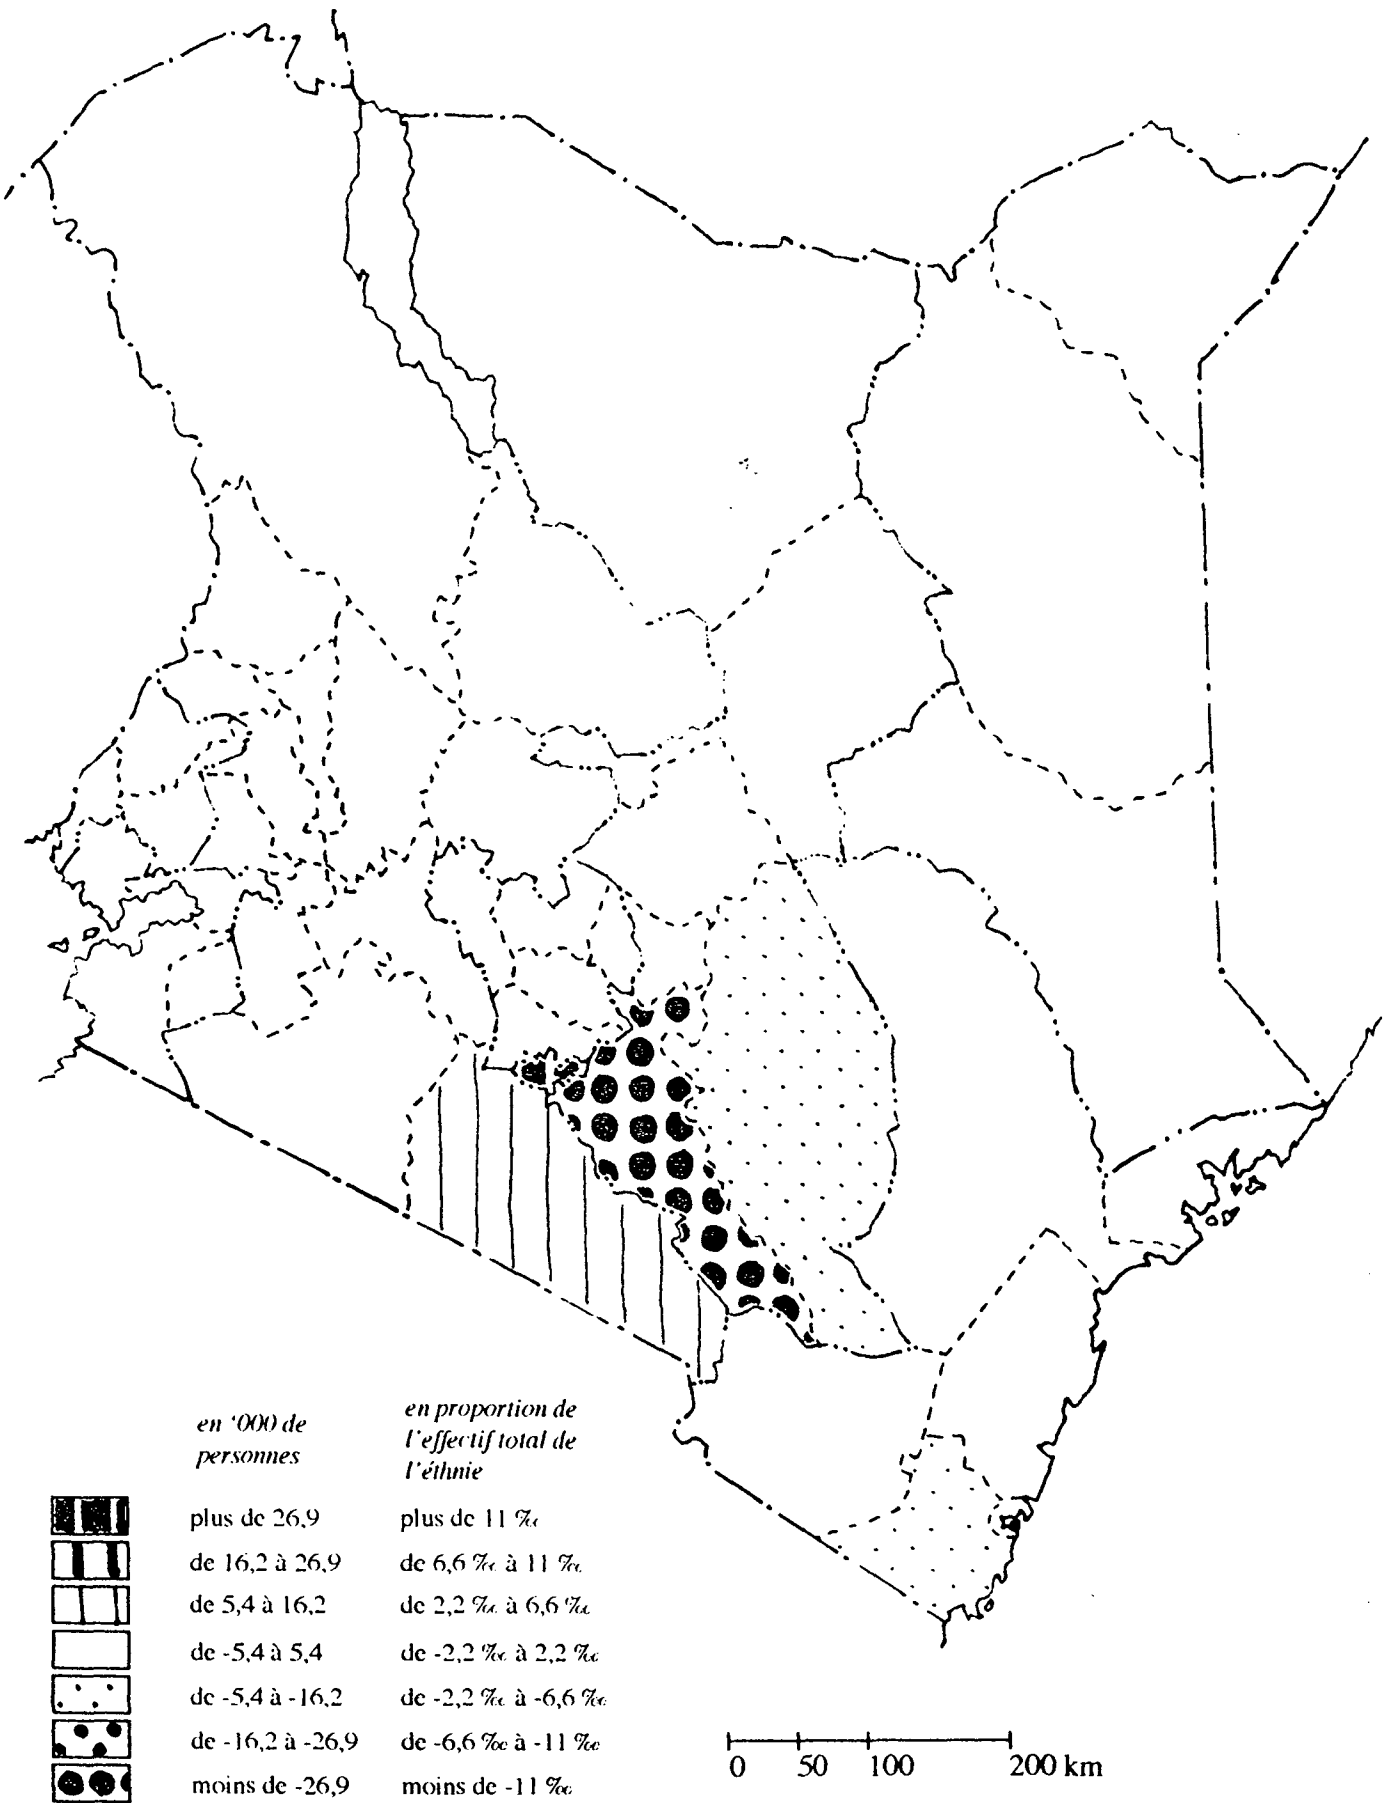 en '000 de
personnes
en proportion de
l'effectif total de
l'éthnie
plus de 26,9 plus de 11 ‰
de 16,2 à 26,9 de 6,6 ‰ à 11 ‰
de 5,4 à 16,2 de 2,2 ‰ à 6,6 ‰
de -5,4 à 5,4 de -2,2 ‰ à 2,2 ‰
de -5,4 à -16,2 de -2,2 ‰ à -6,6 ‰
de -16,2 à -26,9 de -6,6 ‰ à -11 ‰
moins de -26,9 moins de -11 ‰
0 50 100 200 km